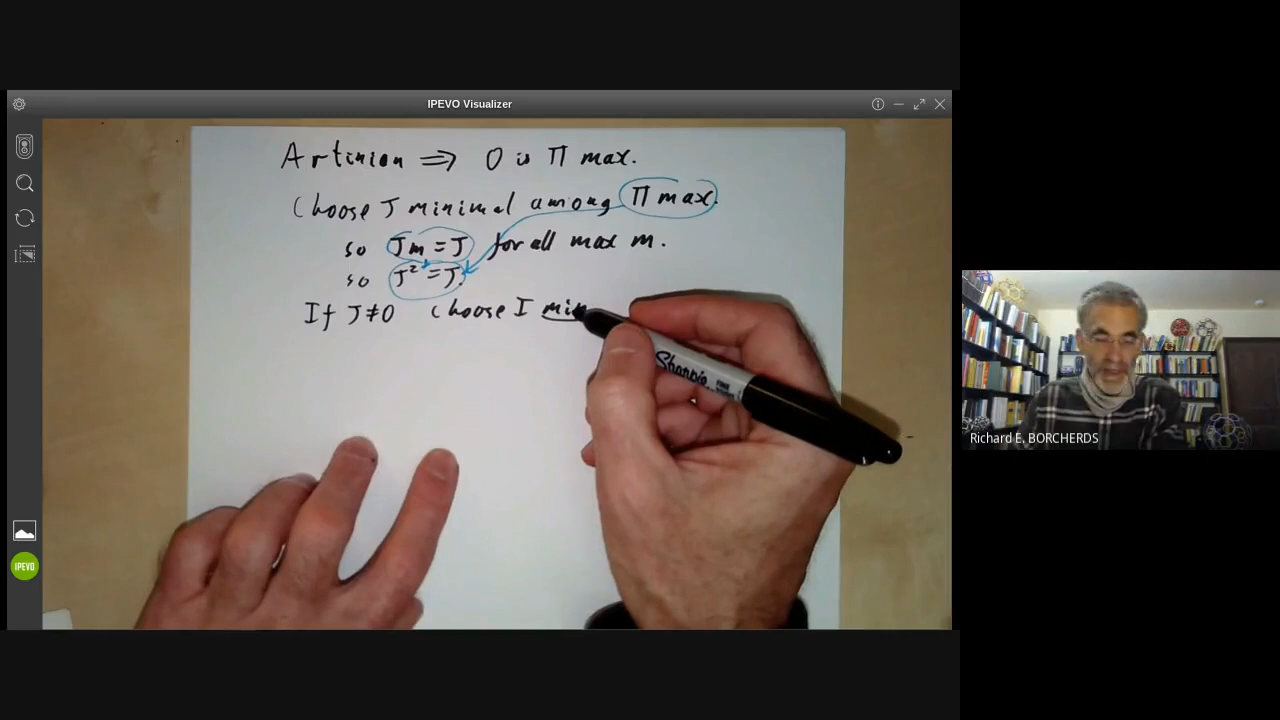 IPEVO Visualizer
Artinian ⇒ 0 is Π max.
Choose J minimal among Π max.
so Jm = J for all max m.
so J² = J.
If J≠0 choose I min
Sharpie
FINE
IPEVO
Richard E. BORCHERDS